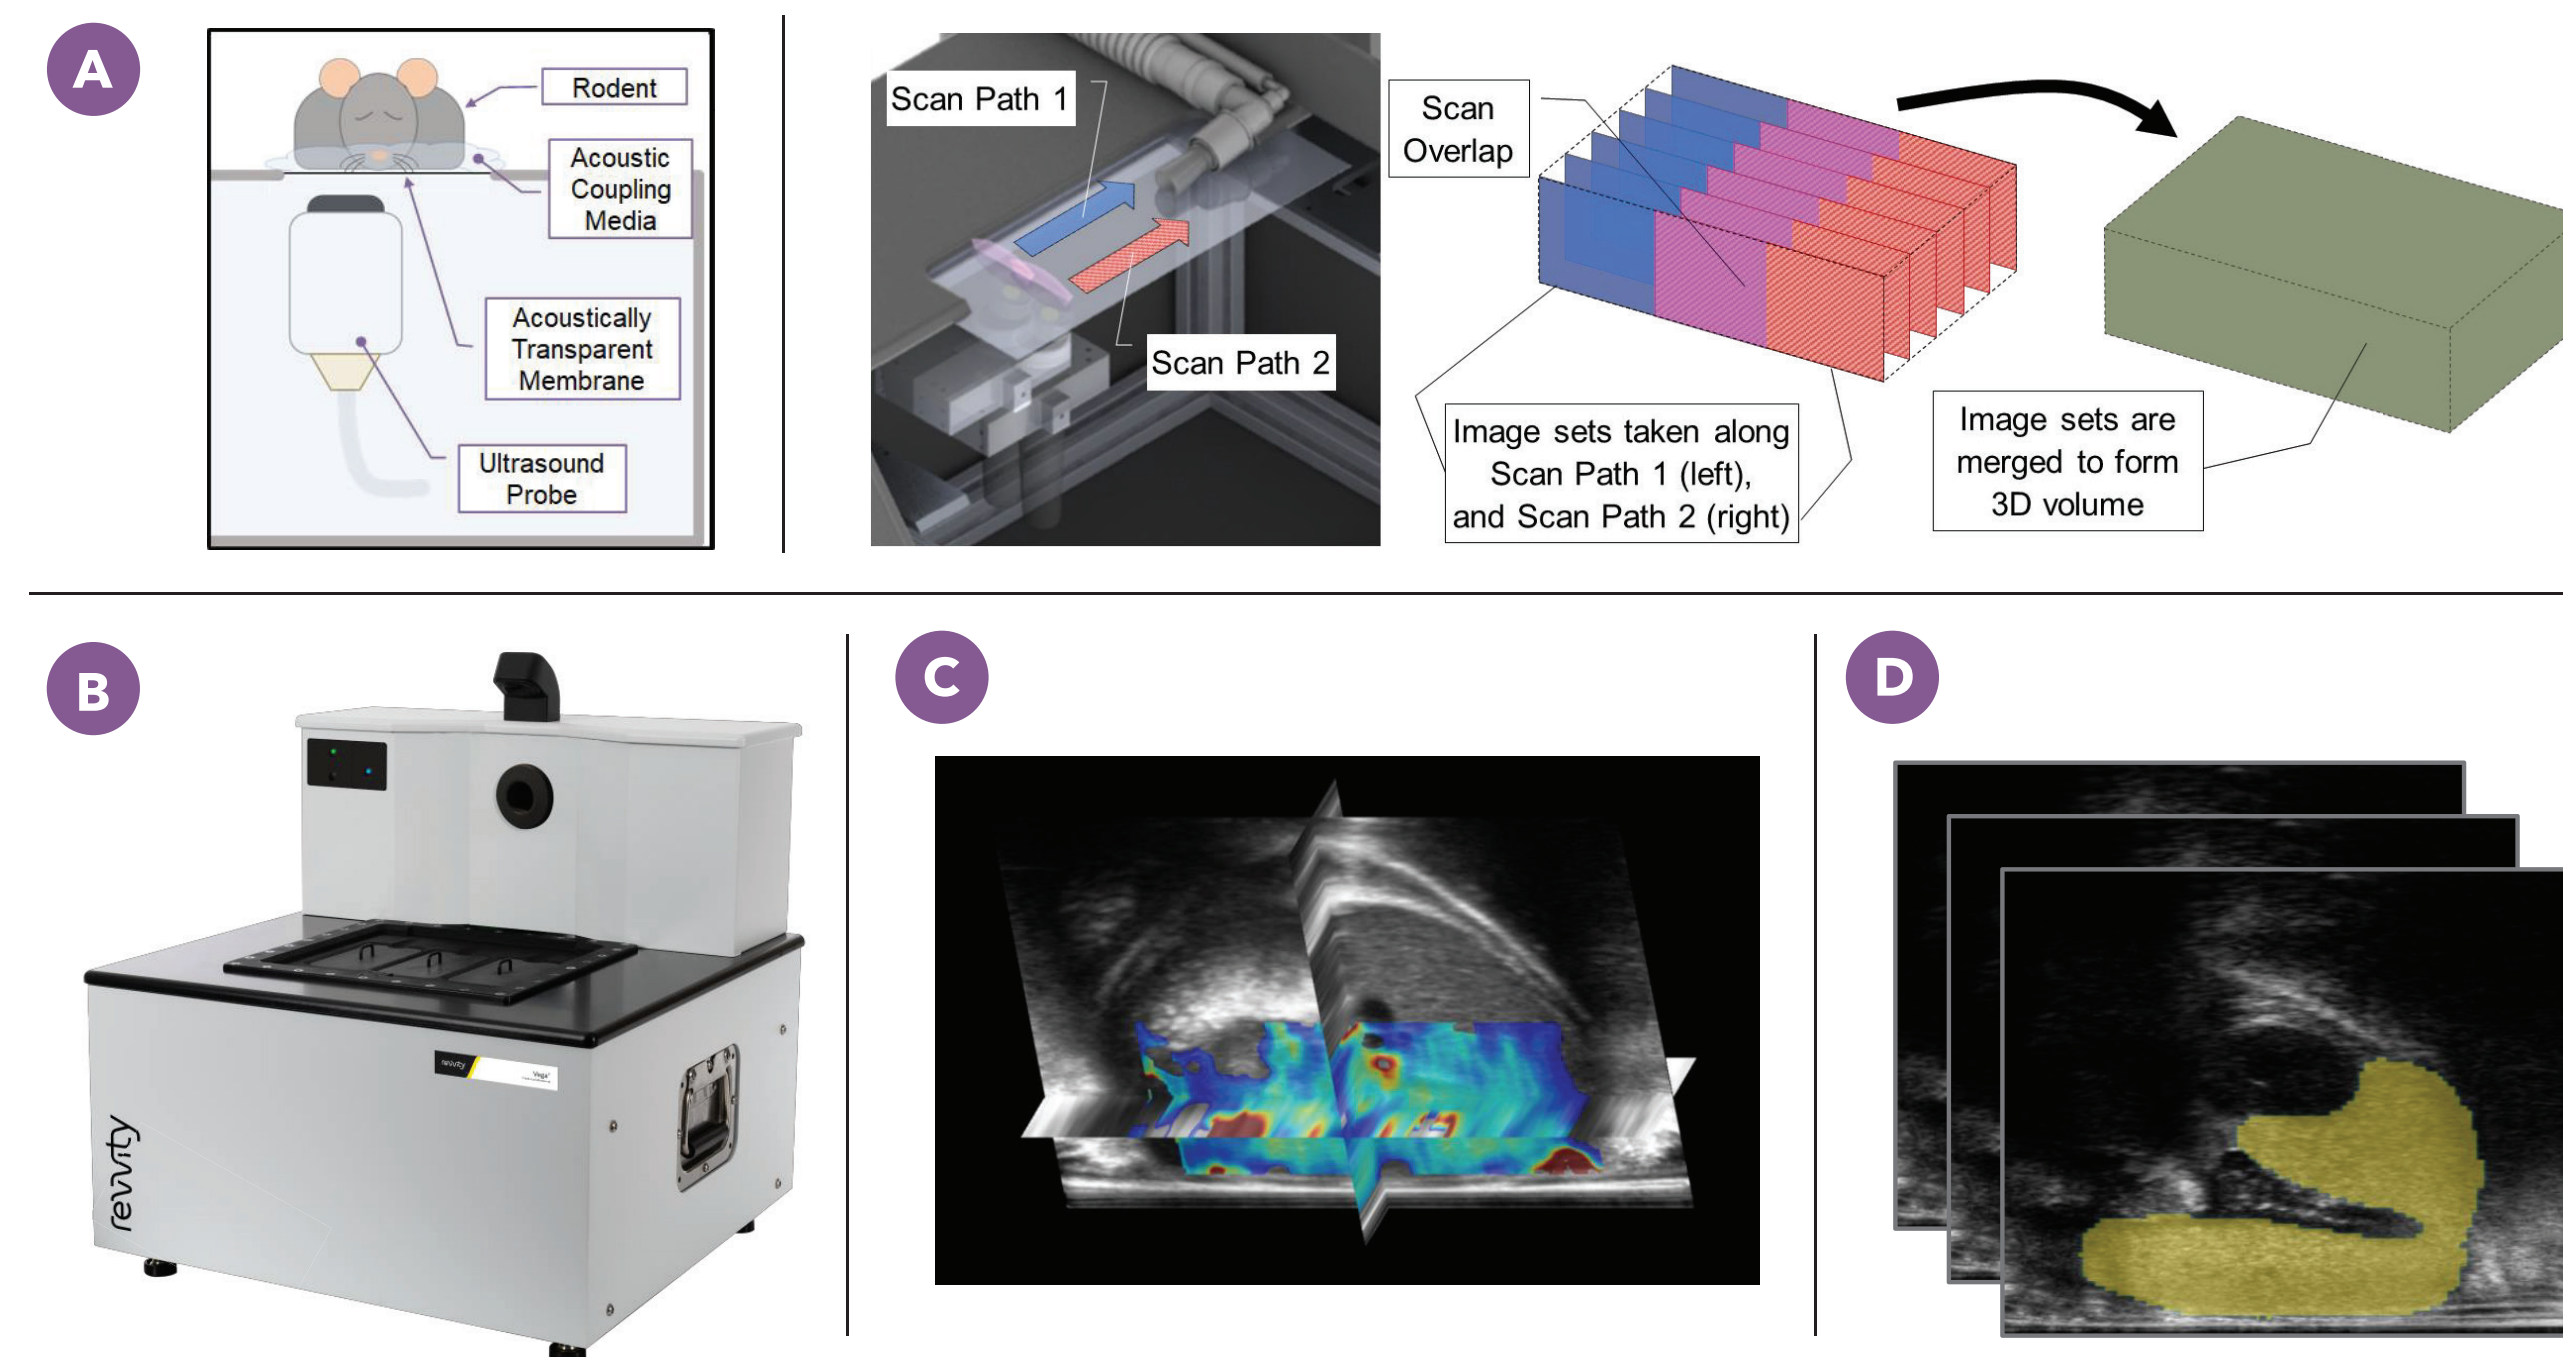 A
Rodent
Acoustic
Coupling
Media
Acoustically
Transparent
Membrane
Ultrasound
Probe
Scan Path 1
Scan Path 2
Scan
Overlap
Image sets taken along
Scan Path 1 (left),
and Scan Path 2 (right)
Image sets are
merged to form
3D volume
B
revvity
Vega
revvity
C
D